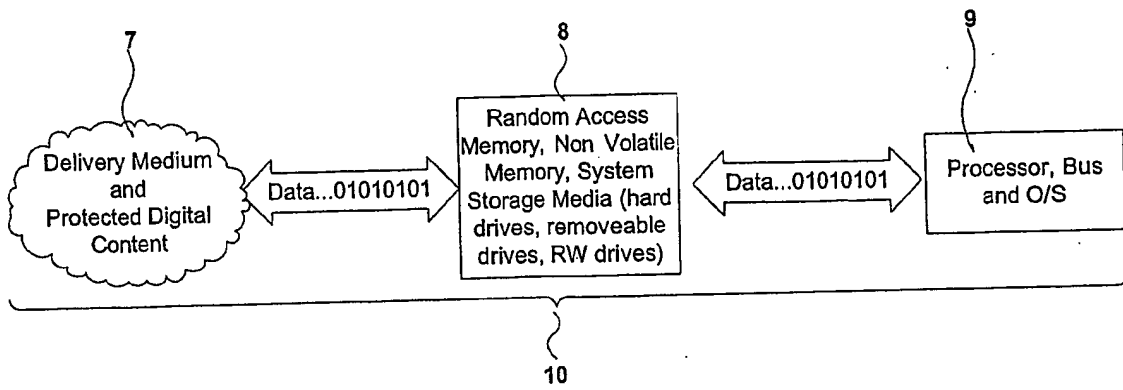 7
8
9
Delivery Medium
and
Protected Digital
Content
Data...01010101
Random Access
Memory, Non Volatile
Memory, System
Storage Media (hard
drives, removeable
drives, RW drives)
Data...01010101
Processor, Bus
and O/S
10